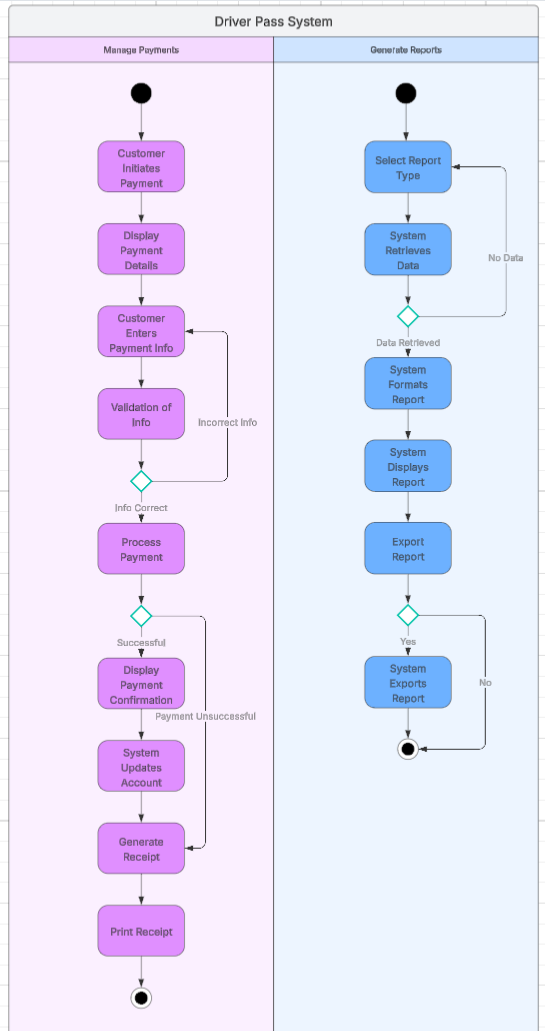 Driver Pass System
Manage Payments
Customer
Initiates
Payment
Display
Payment
Details
Customer
Enters
Payment Info
Validation of
Info
Incorrect Info
Info Correct
Process
Payment
Successful
Display
Payment
Confirmation
Payment Unsuccessful
System
Updates
Account
Generate
Receipt
Print Receipt
Generate Reports
Select Report
Type
System
Retrieves
Data
No Data
Data Retrieved
System
Formats
Report
System
Displays
Report
Export
Report
Yes
No
System
Exports
Report